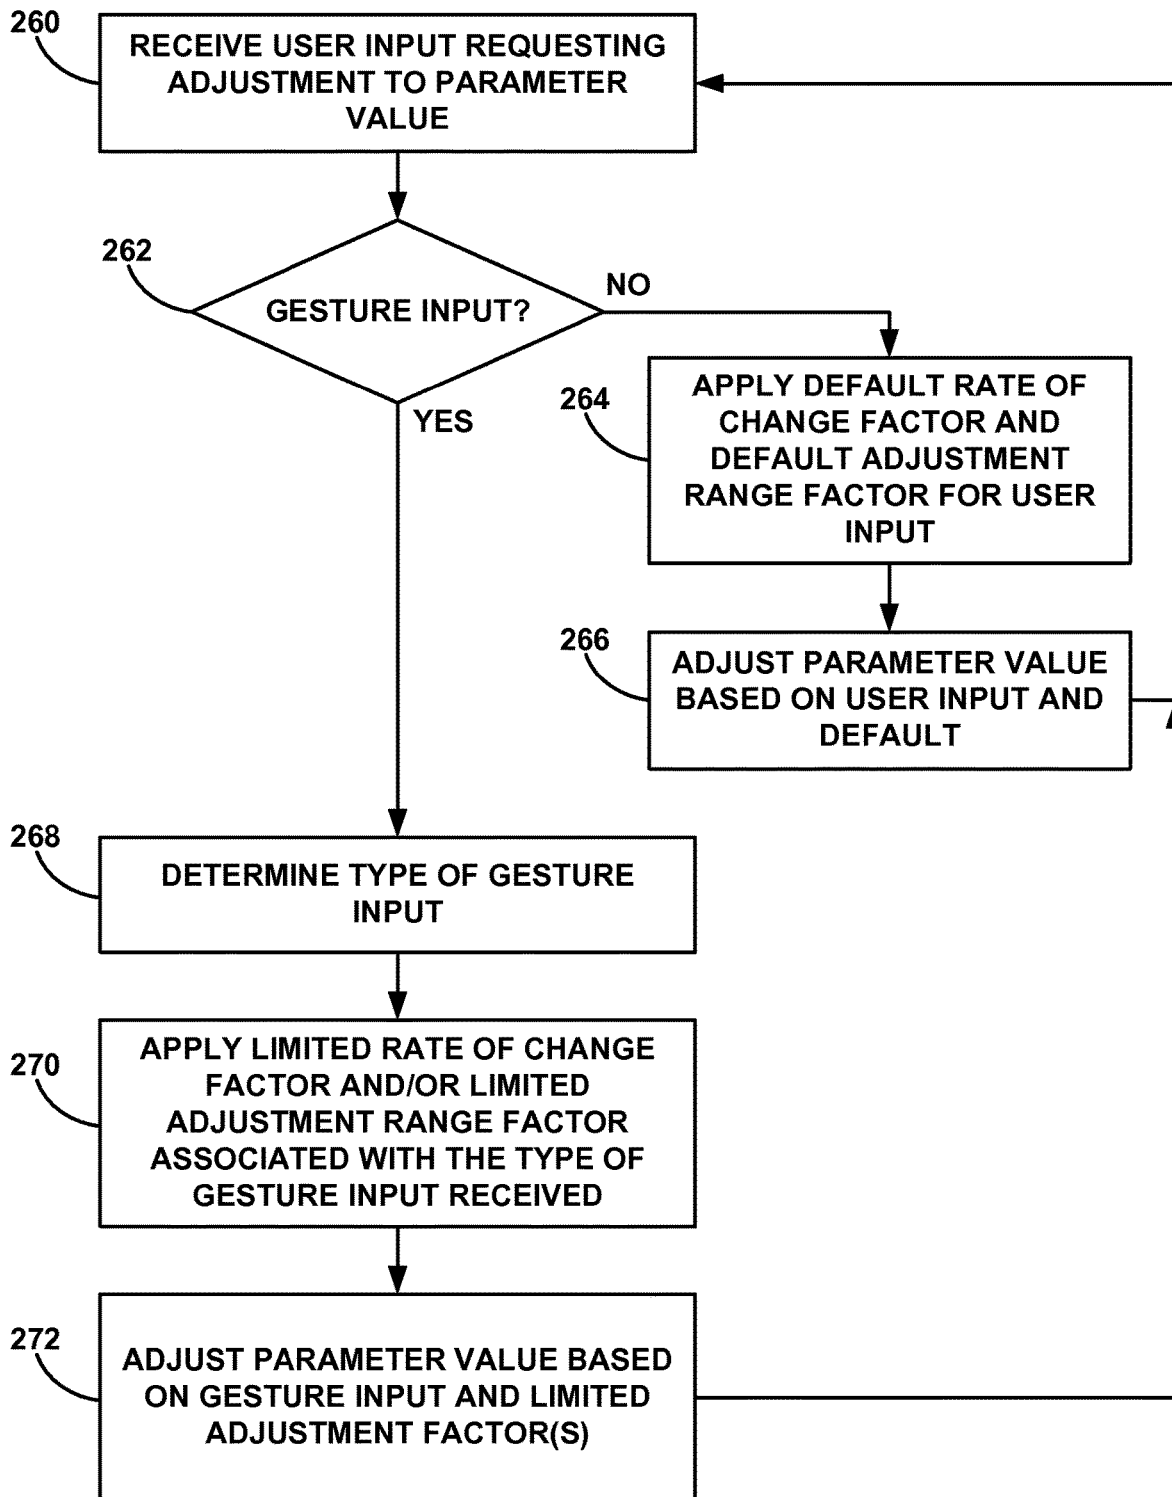 260
RECEIVE USER INPUT REQUESTING
ADJUSTMENT TO PARAMETER
VALUE
262
GESTURE INPUT?
NO
YES
264
APPLY DEFAULT RATE OF
CHANGE FACTOR AND
DEFAULT ADJUSTMENT
RANGE FACTOR FOR USER
INPUT
266
ADJUST PARAMETER VALUE
BASED ON USER INPUT AND
DEFAULT
268
DETERMINE TYPE OF GESTURE
INPUT
270
APPLY LIMITED RATE OF CHANGE
FACTOR AND/OR LIMITED
ADJUSTMENT RANGE FACTOR
ASSOCIATED WITH THE TYPE OF
GESTURE INPUT RECEIVED
272
ADJUST PARAMETER VALUE BASED
ON GESTURE INPUT AND LIMITED
ADJUSTMENT FACTOR(S)